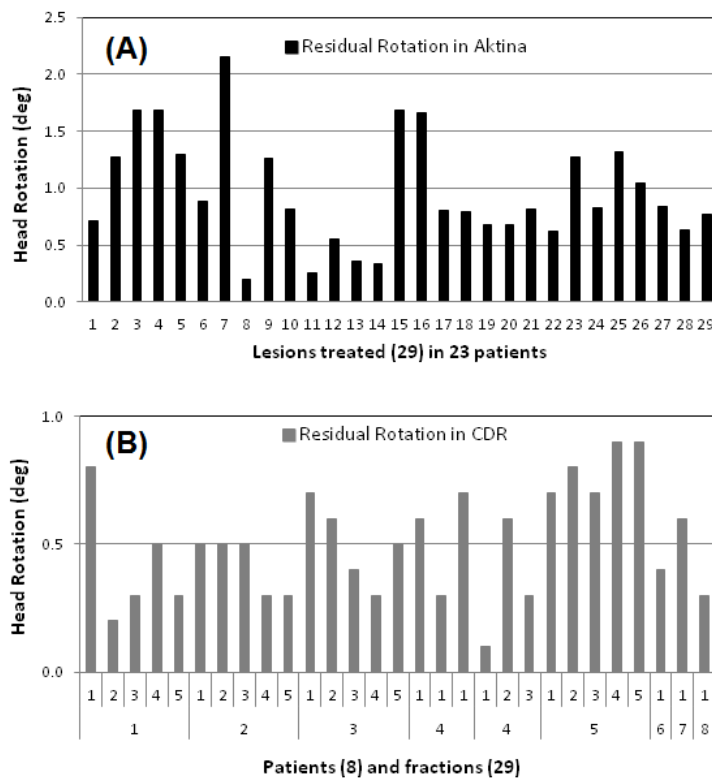 (A)
Residual Rotation in Aktina
Head Rotation (deg)
2.5
2.0
1.5
1.0
0.5
0.0
1 2 3 4 5 6 7 8 9 10 11 12 13 14 15 16 17 18 19 20 21 22 23 24 25 26 27 28 29
Lesions treated (29) in 23 patients
(B)
Residual Rotation in CDR
Head Rotation (deg)
1.0
0.5
0.0
1 2 3 4 5 1 2 3 4 5 1 2 3 4 5 1 1 1 1 2 3 1 2 3 4 5 1 1 1
1 2 3 4 4 5 6 7 8
Patients (8) and fractions (29)